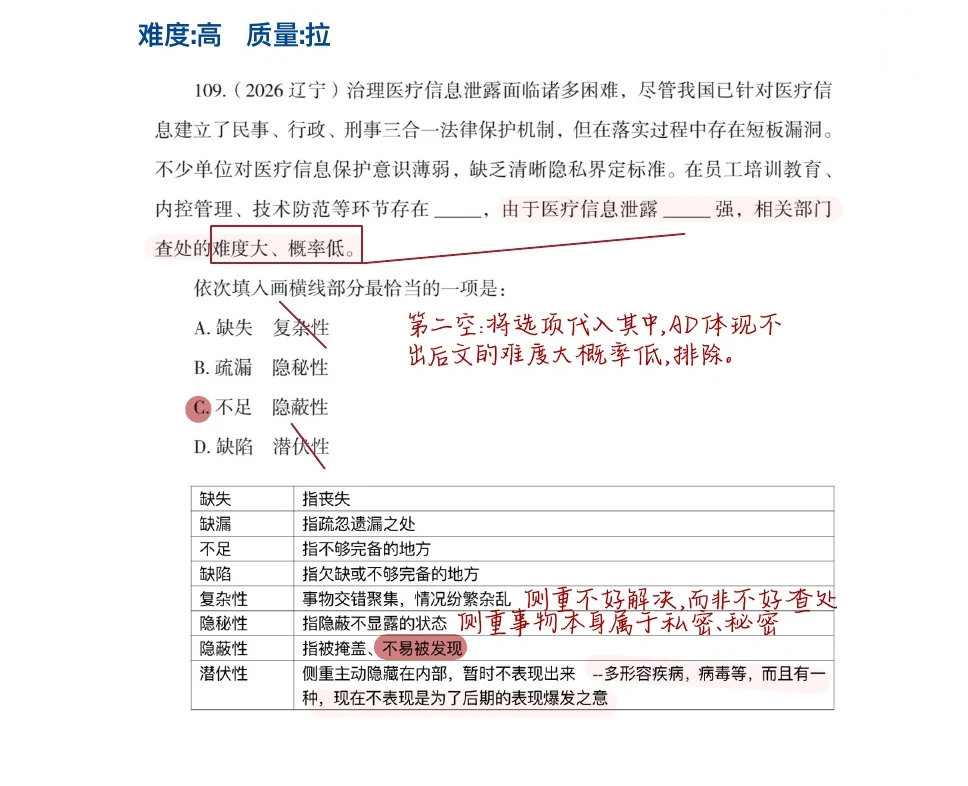 难度:高 质量:拉
109.（2026 辽宁）治理医疗信息泄露面临诸多困难，尽管我国已针对医疗信
息建立了民事、行政、刑事三合一法律保护机制，但在落实过程中存在短板漏洞。
不少单位对医疗信息保护意识薄弱，缺乏清晰隐私界定标准。在员工培训教育、
内控管理、技术防范等环节存在 _____，由于医疗信息泄露 _____ 强，相关部门
查处的难度大、概率低。
依次填入画横线部分最恰当的一项是：
A. 缺失 复杂性
第二空:将选项代入其中,AD体现不
出后文的难度大概率低,排除。
B. 疏漏 隐秘性
C. 不足 隐蔽性
D. 缺陷 潜伏性
缺失 指丧失
缺漏 指疏忽遗漏之处
不足 指不够完备的地方
缺陷 指欠缺或不够完备的地方
复杂性 事物交错聚集，情况纷繁杂乱 侧重不好解决,而非不好查处
隐秘性 指隐蔽不显露的状态 侧重事物本身属于私密、秘密
隐蔽性 指被掩盖、不易被发现
潜伏性 侧重主动隐藏在内部，暂时不表现出来 --多形容疾病，病毒等，而且有一
种，现在不表现是为了后期的表现爆发之意